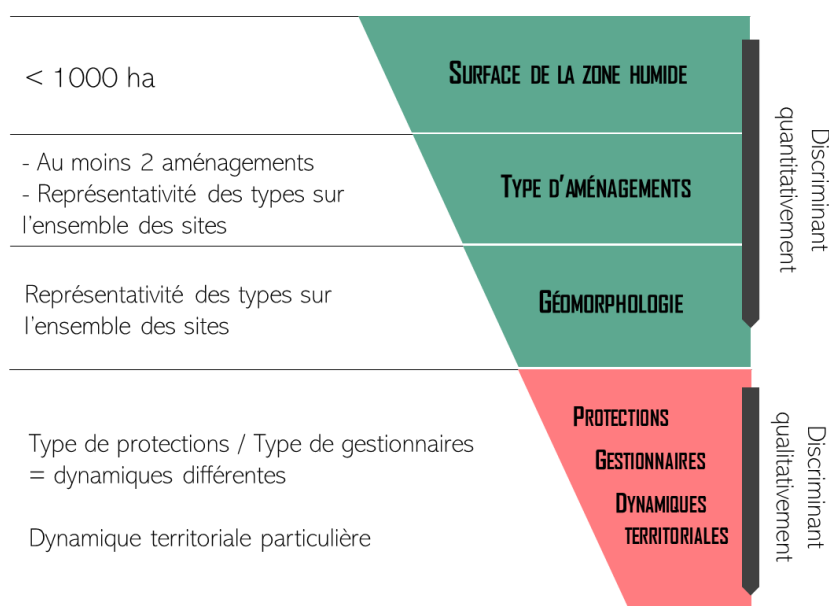 < 1000 ha
SURFACE DE LA ZONE HUMIDE
- Au moins 2 aménagements
- Représentativité des types sur
l'ensemble des sites
TYPE D'AMÉNAGEMENTS
Représentativité des types sur
l'ensemble des sites
GÉOMORPHOLOGIE
Discriminant
quantitativement
Type de protections / Type de gestionnaires
= dynamiques différentes
Dynamique territoriale particulière
PROTECTIONS
GESTIONNAIRES
DYNAMIQUES
TERRITORIALES
Discriminant
qualitativement